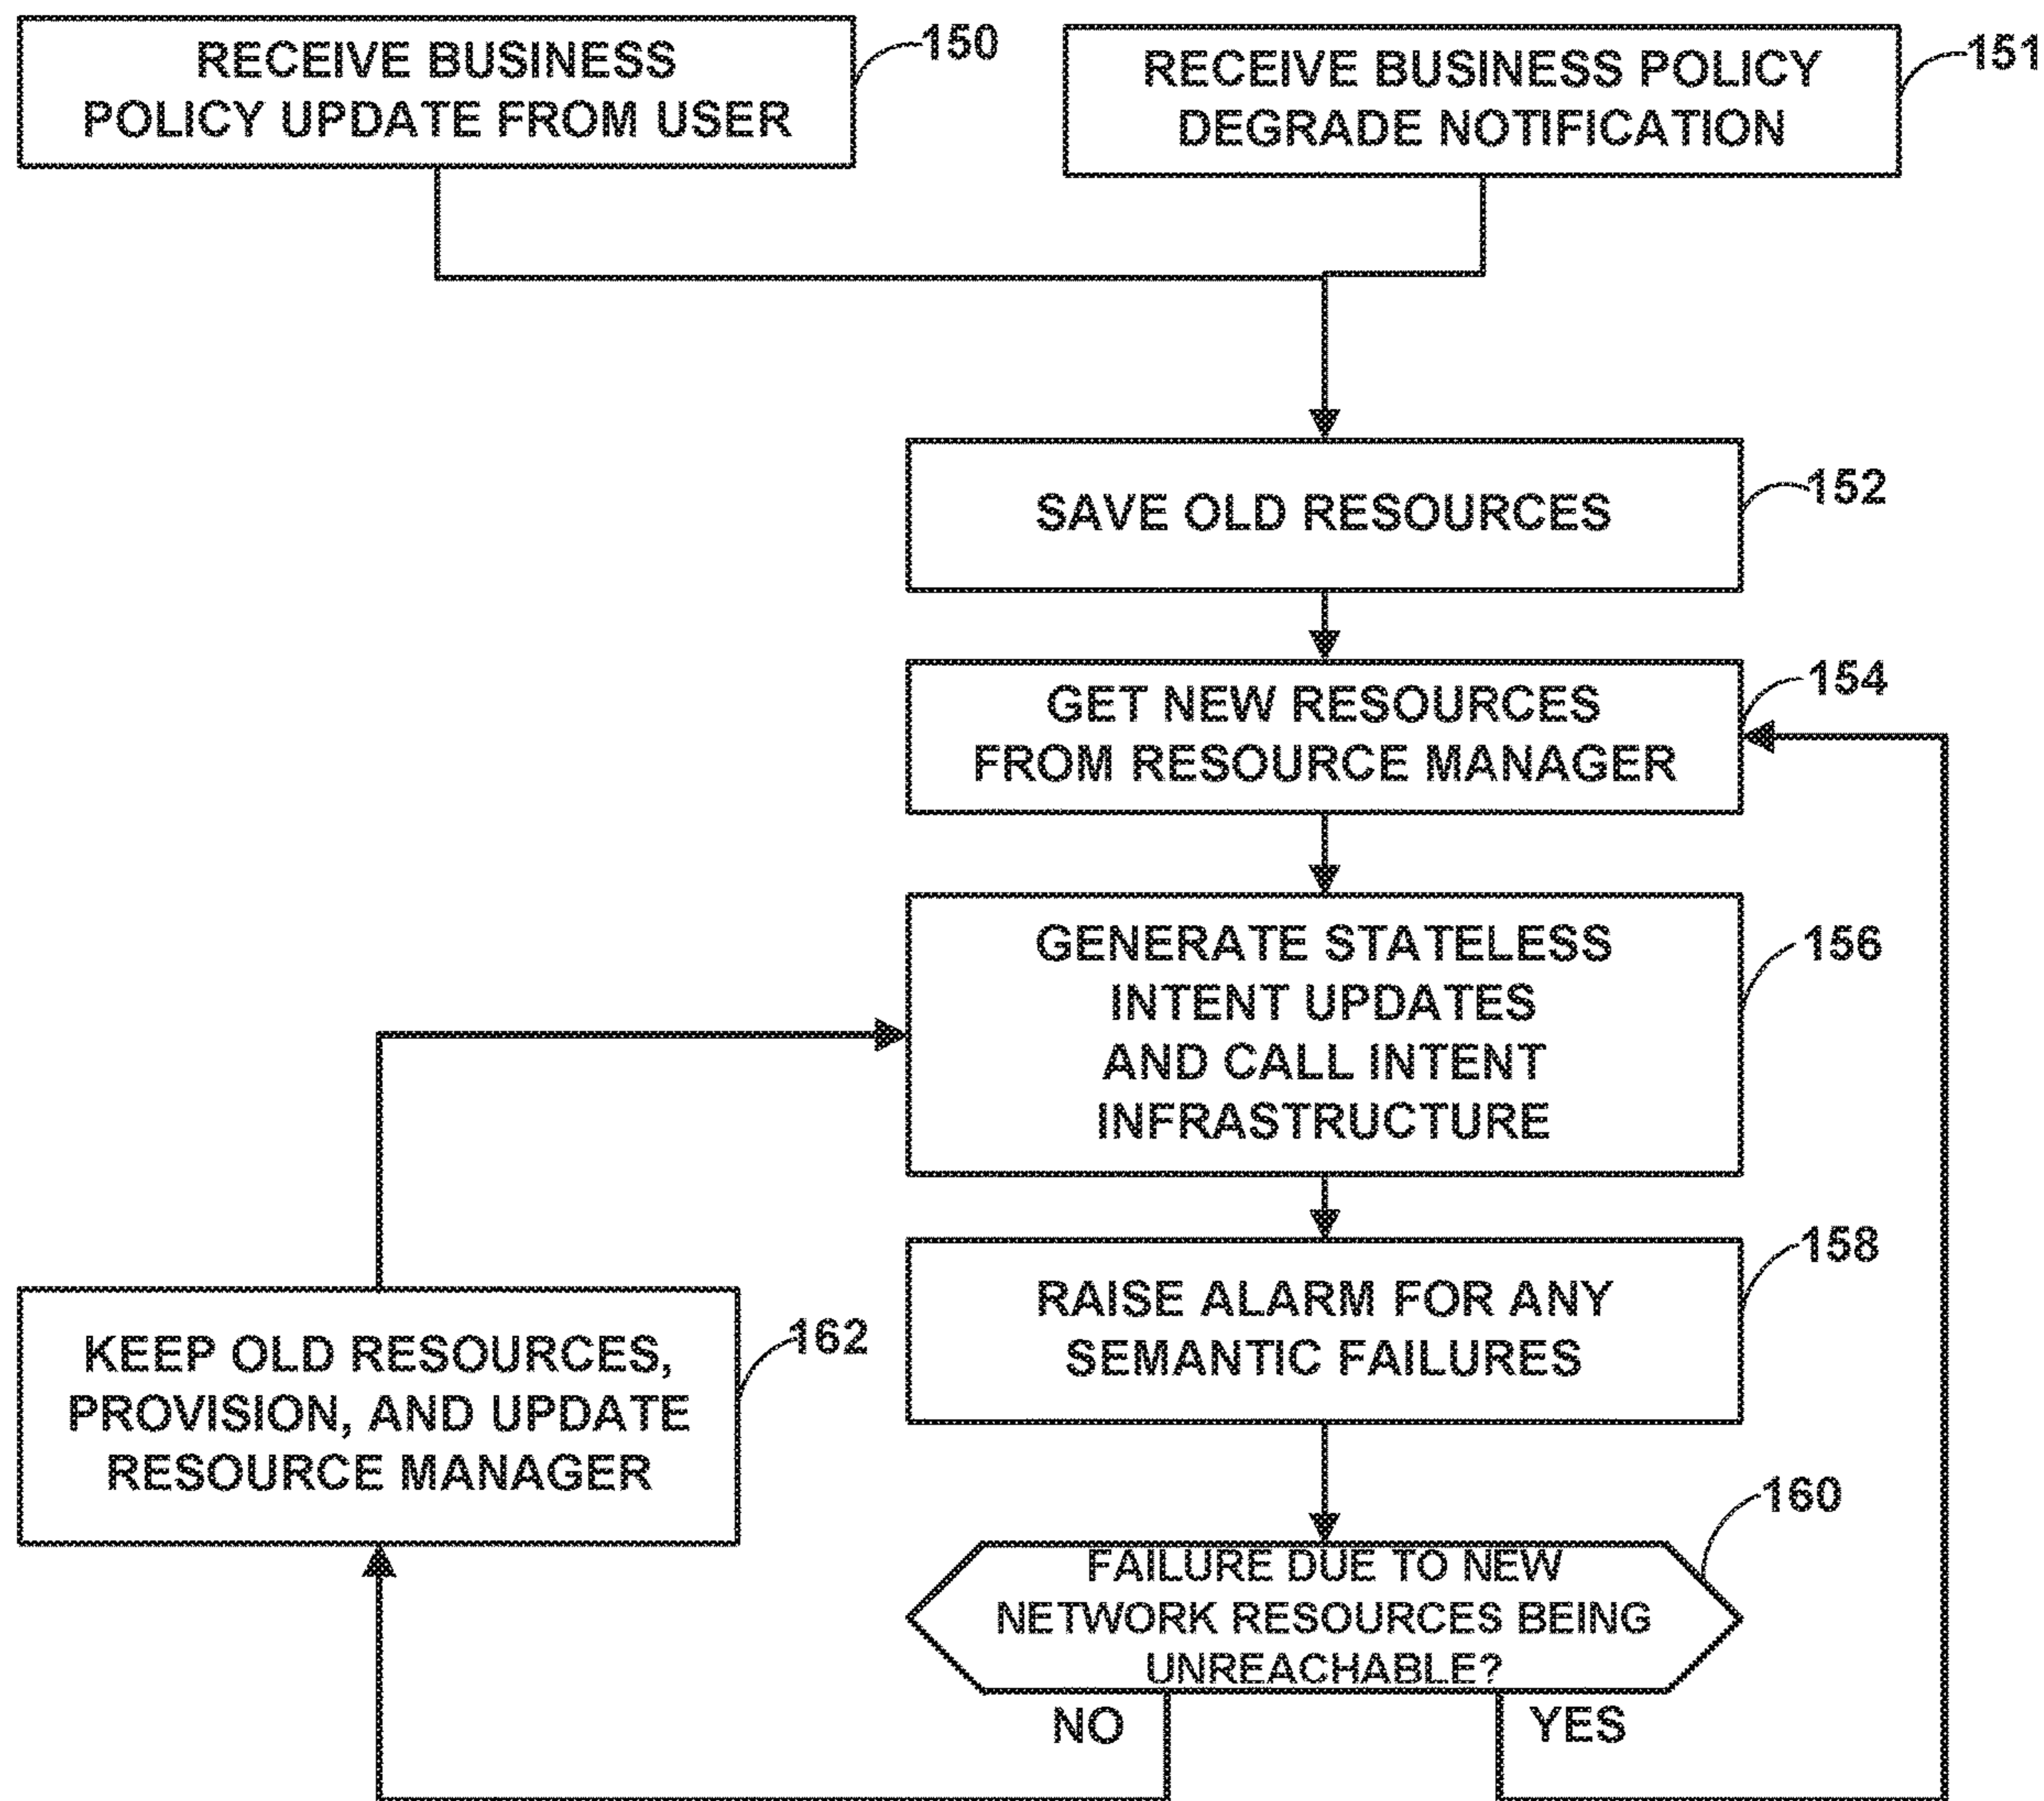 RECEIVE BUSINESS
POLICY UPDATE FROM USER
150
RECEIVE BUSINESS POLICY
DEGRADE NOTIFICATION
151
SAVE OLD RESOURCES
152
GET NEW RESOURCES
FROM RESOURCE MANAGER
154
GENERATE STATELESS
INTENT UPDATES
AND CALL INTENT
INFRASTRUCTURE
156
RAISE ALARM FOR ANY
SEMANTIC FAILURES
158
KEEP OLD RESOURCES,
PROVISION, AND UPDATE
RESOURCE MANAGER
162
FAILURE DUE TO NEW
NETWORK RESOURCES BEING
UNREACHABLE?
160
NO
YES